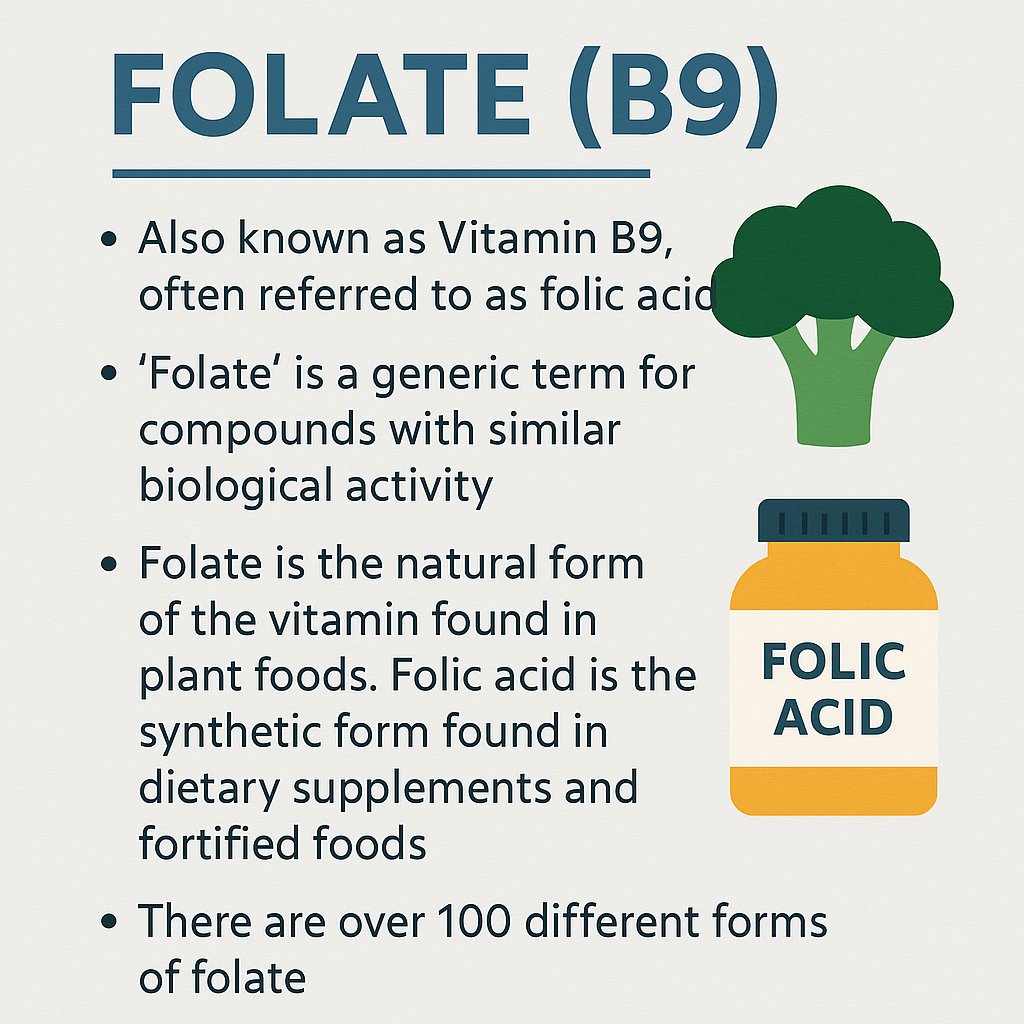 FOLATE (B9)
• Also known as Vitamin B9,
often referred to as folic acid
• ‘Folate‘ is a generic term for
compounds with similar
biological activity
• Folate is the natural form
of the vitamin found in
plant foods. Folic acid is the
synthetic form found in
dietary supplements and
fortified foods
• There are over 100 different forms
of folate
FOLIC
ACID